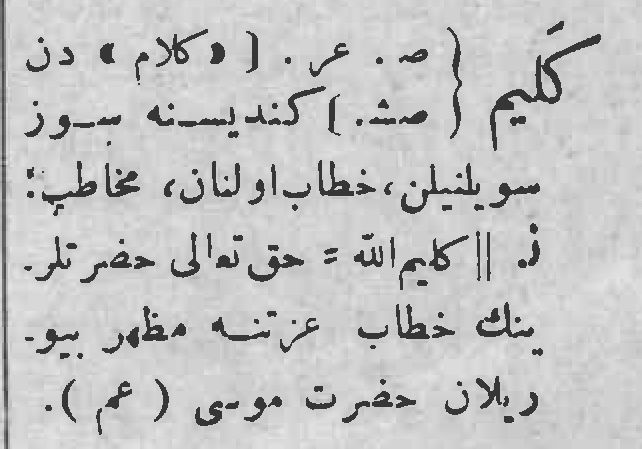 كَليم { ص . عر . [ « كلام » دن
صش . ] كنديسنه سوز
سويلنيلن ، خطاب اولنان ، مخاطب :
ز . || كليم الله = حق تعالى حضرتلر .
ينك خطاب عزتنه مظهر بيو .
ريلان حضرت موسى ( عم ) .